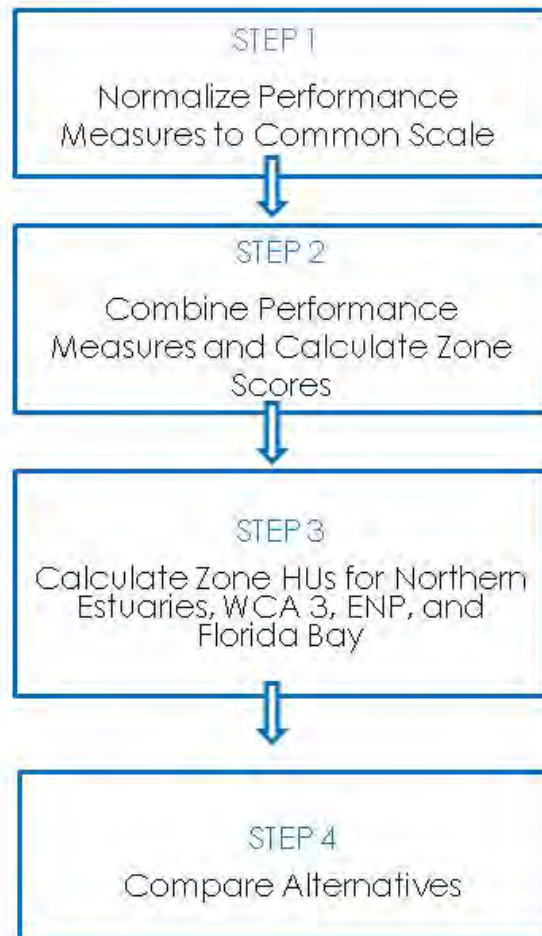 STEP 1
Normalize Performance
Measures to Common Scale
STEP 2
Combine Performance
Measures and Calculate Zone
Scores
STEP 3
Calculate Zone HUs for Northern
Estuaries, WCA 3, ENP, and
Florida Bay
STEP 4
Compare Alternatives